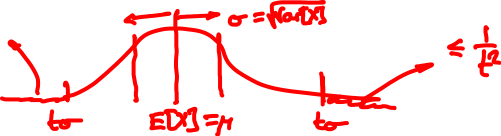 σ = √Var[X]
≤ 1/t²
tσ
E[X] = μ
tσ